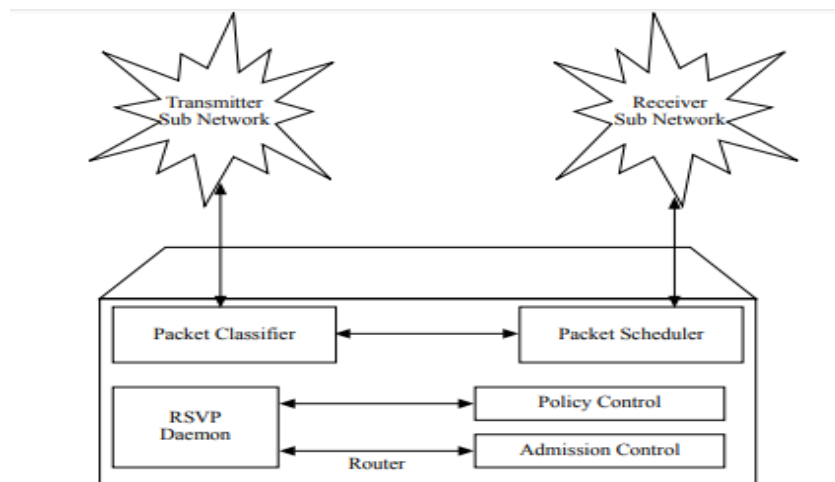 Transmitter
Sub Network
Receiver
Sub Network
Packet Classifier
Packet Scheduler
RSVP
Daemon
Policy Control
Admission Control
Router